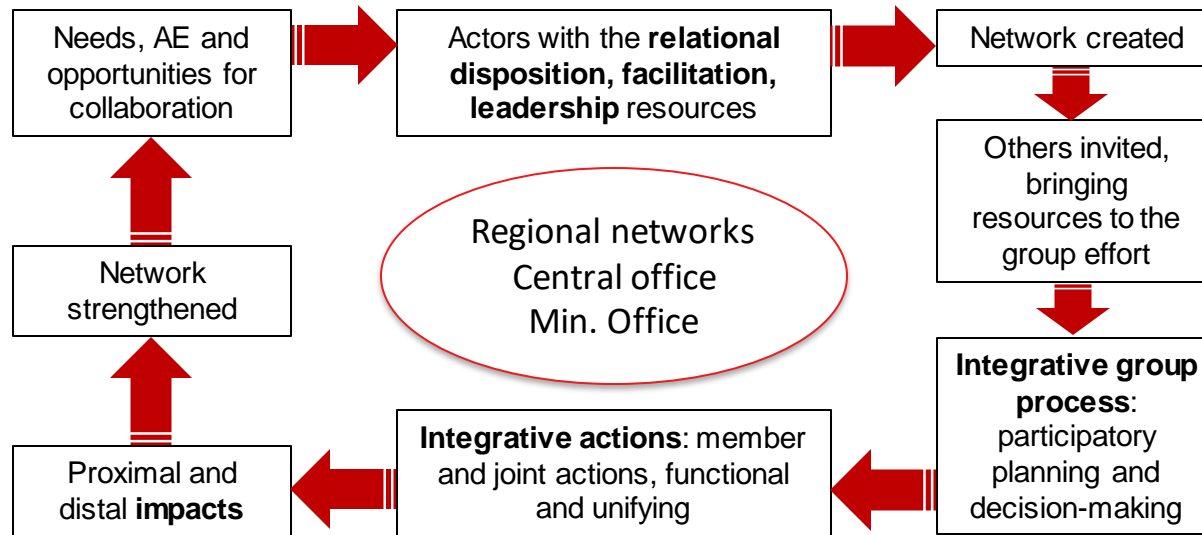 Needs, AE and
opportunities for
collaboration
Actors with the relational
disposition, facilitation,
leadership resources
Network created
Others invited,
bringing
resources to the
group effort
Integrative group
process:
participatory
planning and
decision-making
Integrative actions: member
and joint actions, functional
and unifying
Proximal and
distal impacts
Network
strengthened
Regional networks
Central office
Min. Office